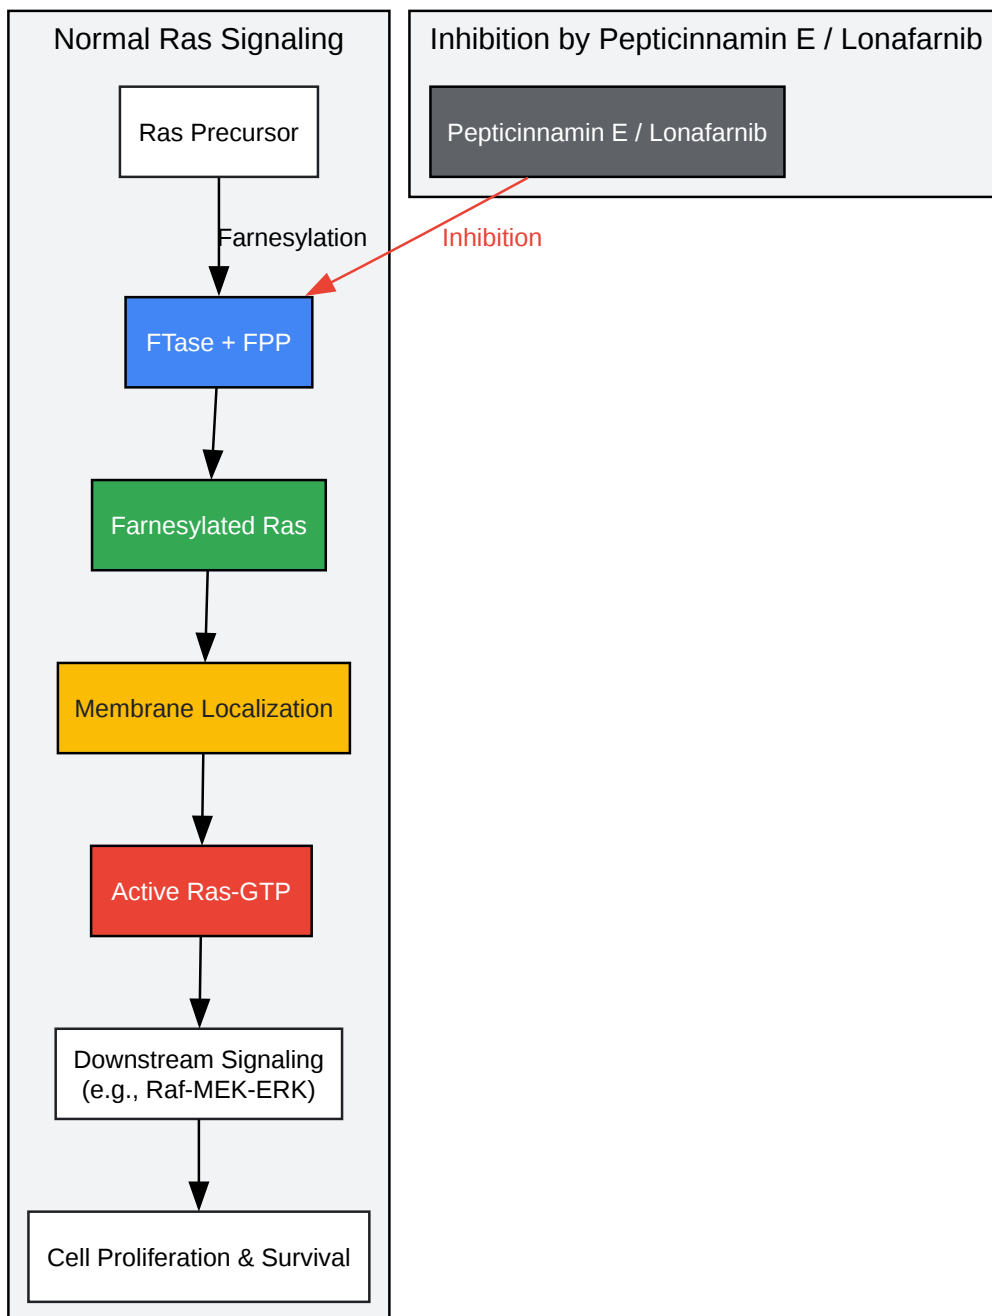 Normal Ras Signaling
Inhibition by Pepticinnamin E / Lonafarnib
Ras Precursor
Pepticinnamin E / Lonafarnib
Farnesylation
Inhibition
FTase + FPP
Farnesylated Ras
Membrane Localization
Active Ras-GTP
Downstream Signaling
(e.g., Raf-MEK-ERK)
Cell Proliferation & Survival